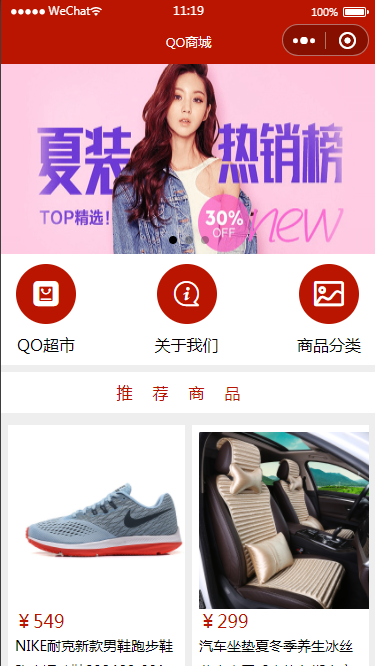 WeChat
11:19
100%
QO商城
夏装
热销榜
TOP精选!
30%
OFF
new
QO超市
关于我们
商品分类
推荐商品
¥549
¥299
NIKE耐克新款男鞋跑步鞋
汽车坐垫夏冬季养生冰丝